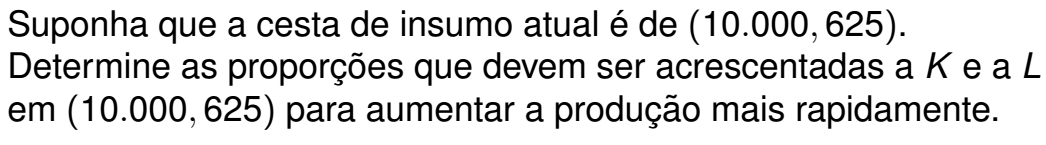 Suponha que a cesta de insumo atual é de (10.000, 625).
Determine as proporções que devem ser acrescentadas a K e a L
em (10.000, 625) para aumentar a produção mais rapidamente.